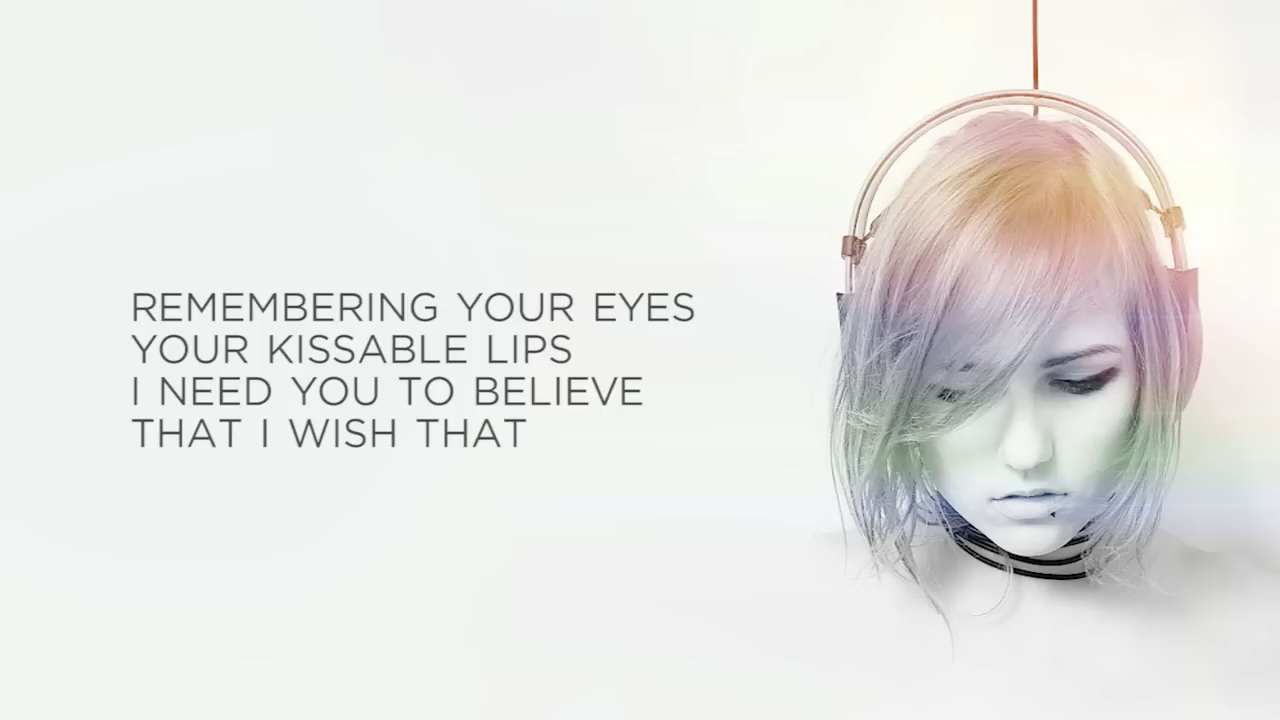 REMEMBERING YOUR EYES
YOUR KISSABLE LIPS
I NEED YOU TO BELIEVE
THAT I WISH THAT